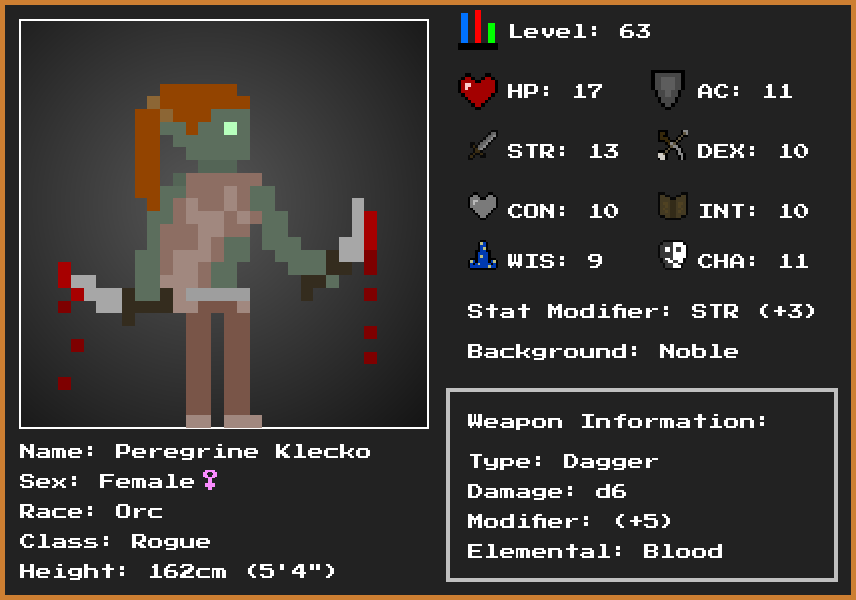 Level: 63
HP: 17
AC: 11
STR: 13
DEX: 10
CON: 10
INT: 10
WIS: 9
CHA: 11
Stat Modifier: STR (+3)
Background: Noble
Name: Peregrine Klecko
Sex: Female♀
Race: Orc
Class: Rogue
Height: 162cm (5'4")
Weapon Information:
Type: Dagger
Damage: d6
Modifier: (+5)
Elemental: Blood